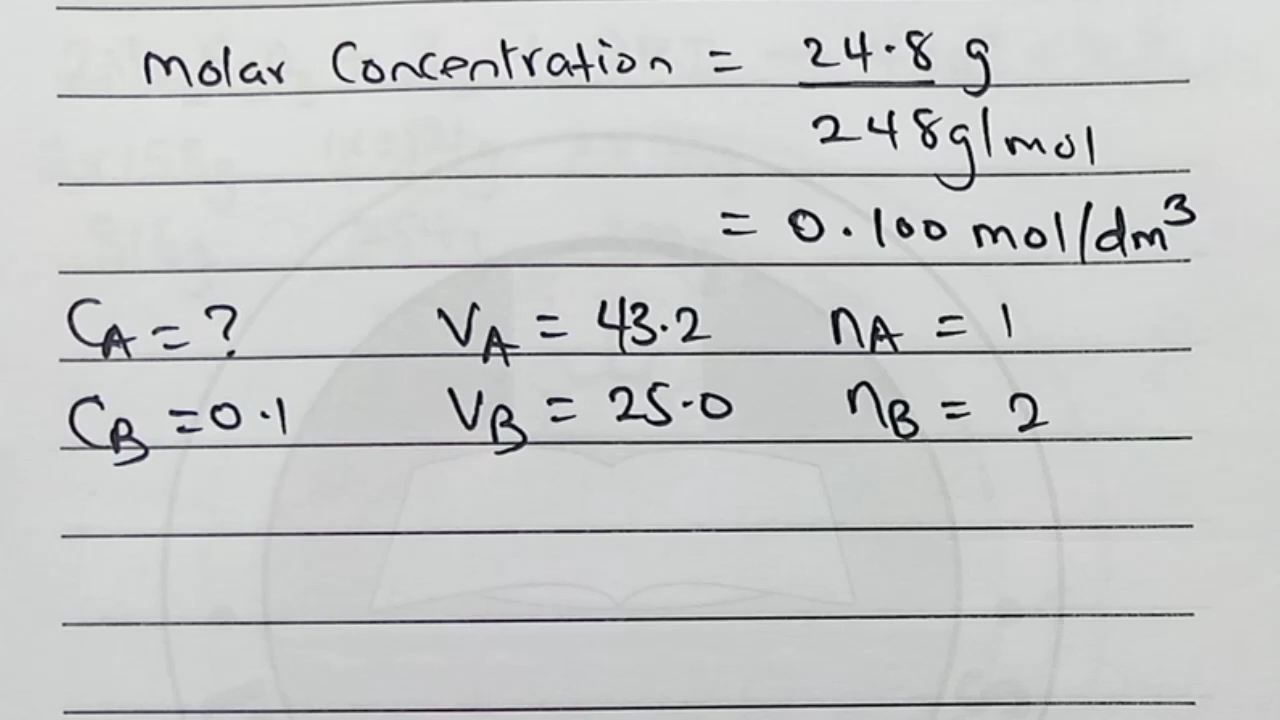 Molar Concentration = 24.8 g
248g/mol
= 0.100 mol/dm³
CA = ? VA = 43.2 nA = 1
CB = 0.1 VB = 25.0 nB = 2